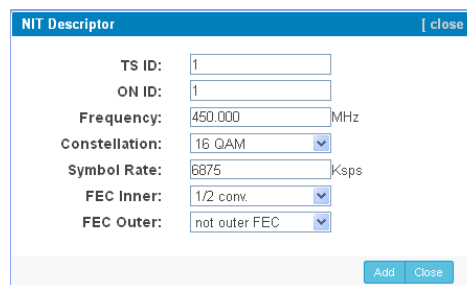 NIT Descriptor [ close
TS ID: 1
ON ID: 1
Frequency: 450.000 MHz
Constellation: 16 QAM
Symbol Rate: 6875 Ksps
FEC Inner: 1/2 conv.
FEC Outer: not outer FEC
Add Close